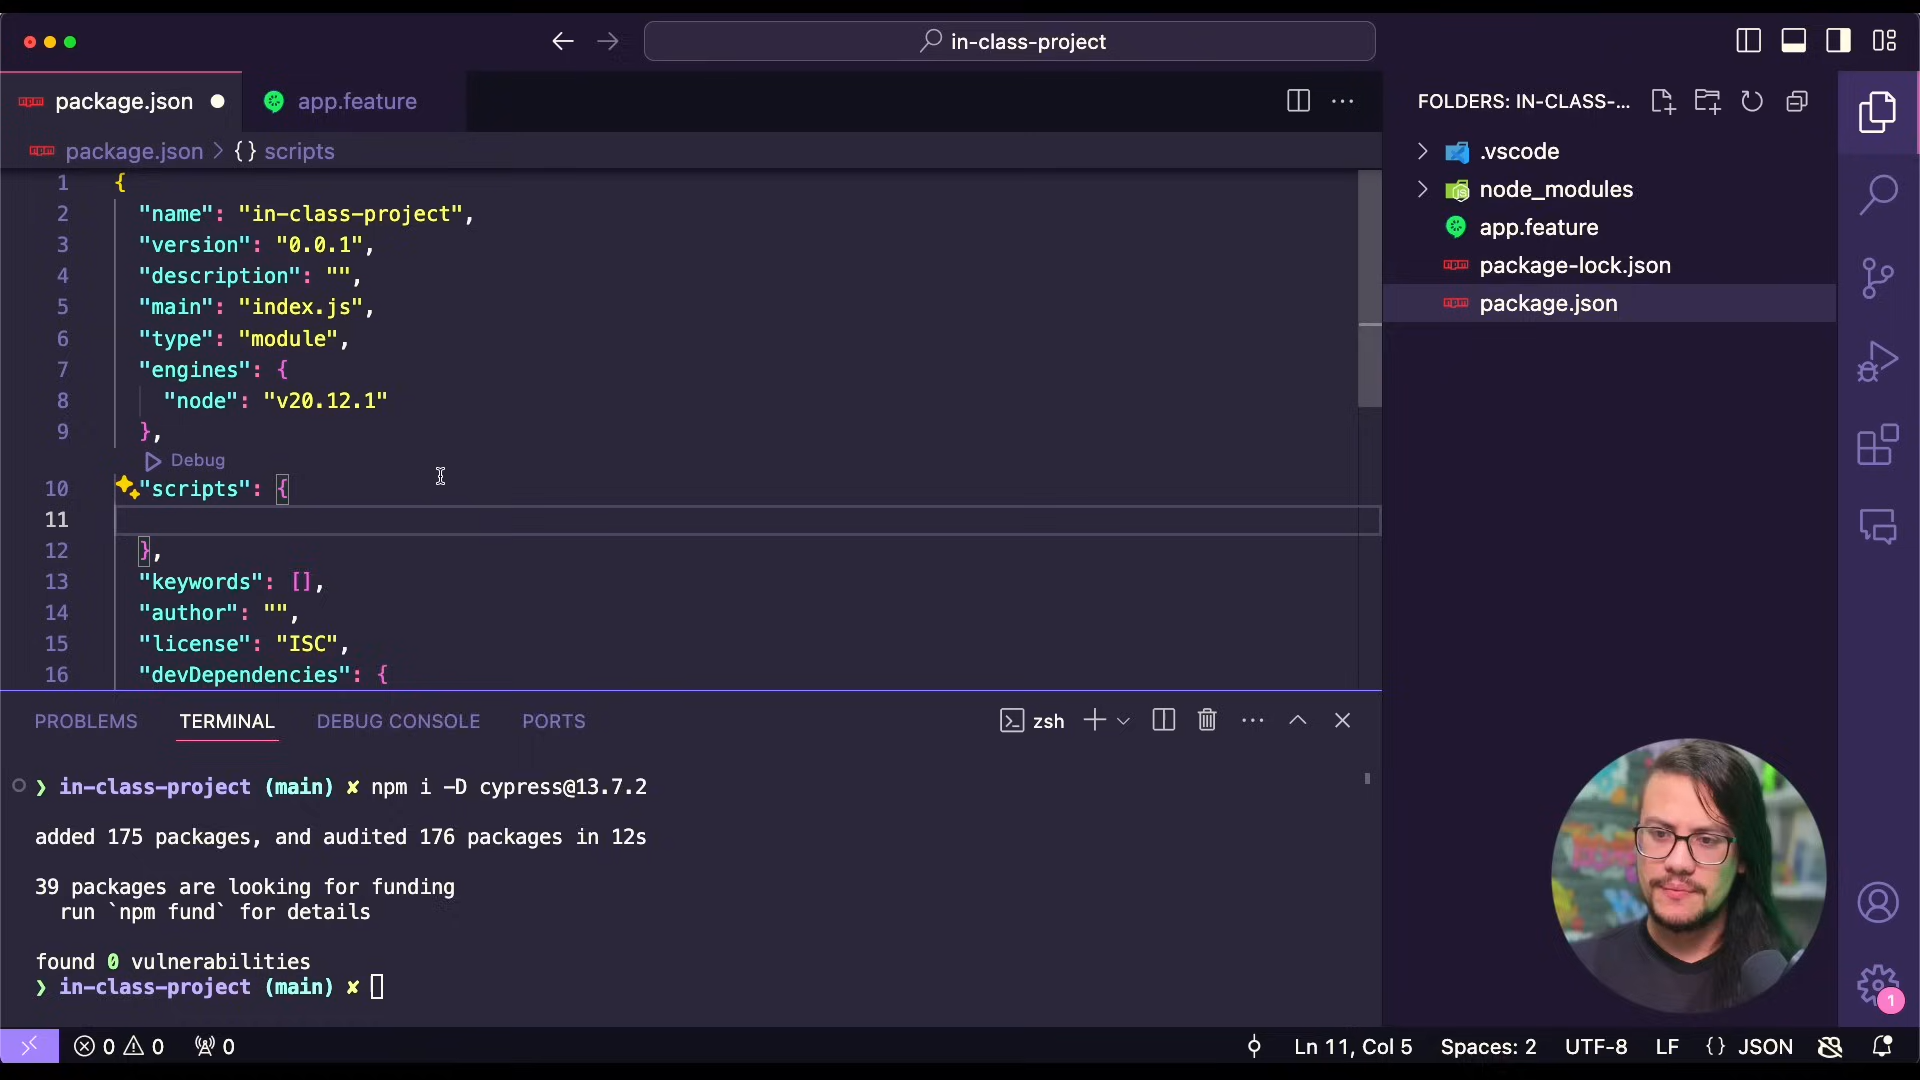 in-class-project
package.json
app.feature
package.json > {} scripts
1 {
2 "name": "in-class-project",
3 "version": "0.0.1",
4 "description": "",
5 "main": "index.js",
6 "type": "module",
7 "engines": {
8 "node": "v20.12.1"
9 },
Debug
10 "scripts": {
11
12 },
13 "keywords": [],
14 "author": "",
15 "license": "ISC",
16 "devDependencies": {
FOLDERS: IN-CLASS-...
.vscode
node_modules
app.feature
package-lock.json
package.json
PROBLEMS TERMINAL DEBUG CONSOLE PORTS
zsh
❯ in-class-project (main) ✘ npm i -D cypress@13.7.2
added 175 packages, and audited 176 packages in 12s
39 packages are looking for funding
run `npm fund` for details
found 0 vulnerabilities
❯ in-class-project (main) ✘
1
0 0 0
Ln 11, Col 5 Spaces: 2 UTF-8 LF {} JSON